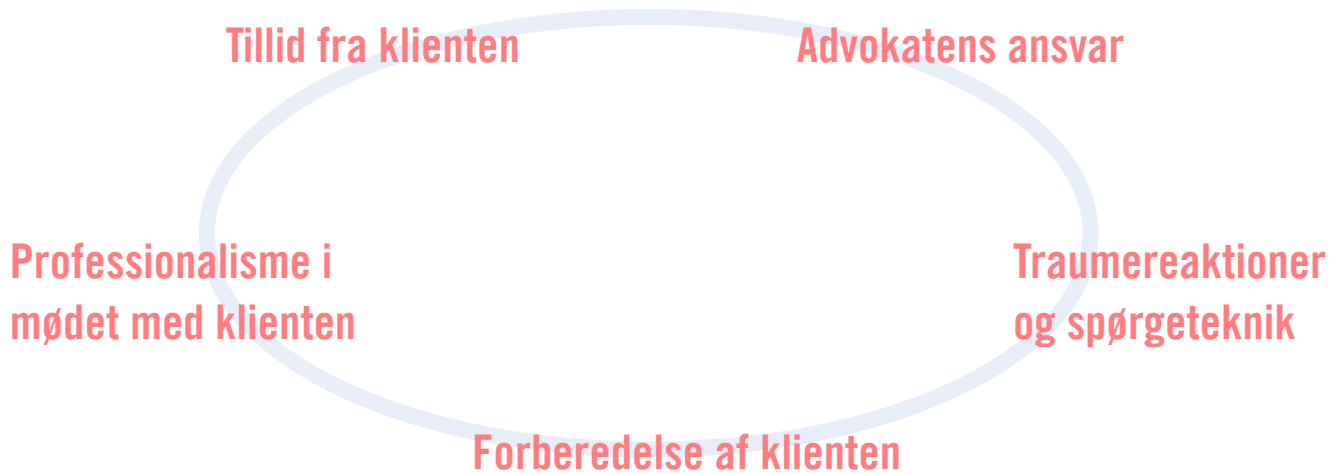 Tillid fra klienten
Advokatens ansvar
Professionalisme i
mødet med klienten
Traumereaktioner
og spørgeteknik
Forberedelse af klienten